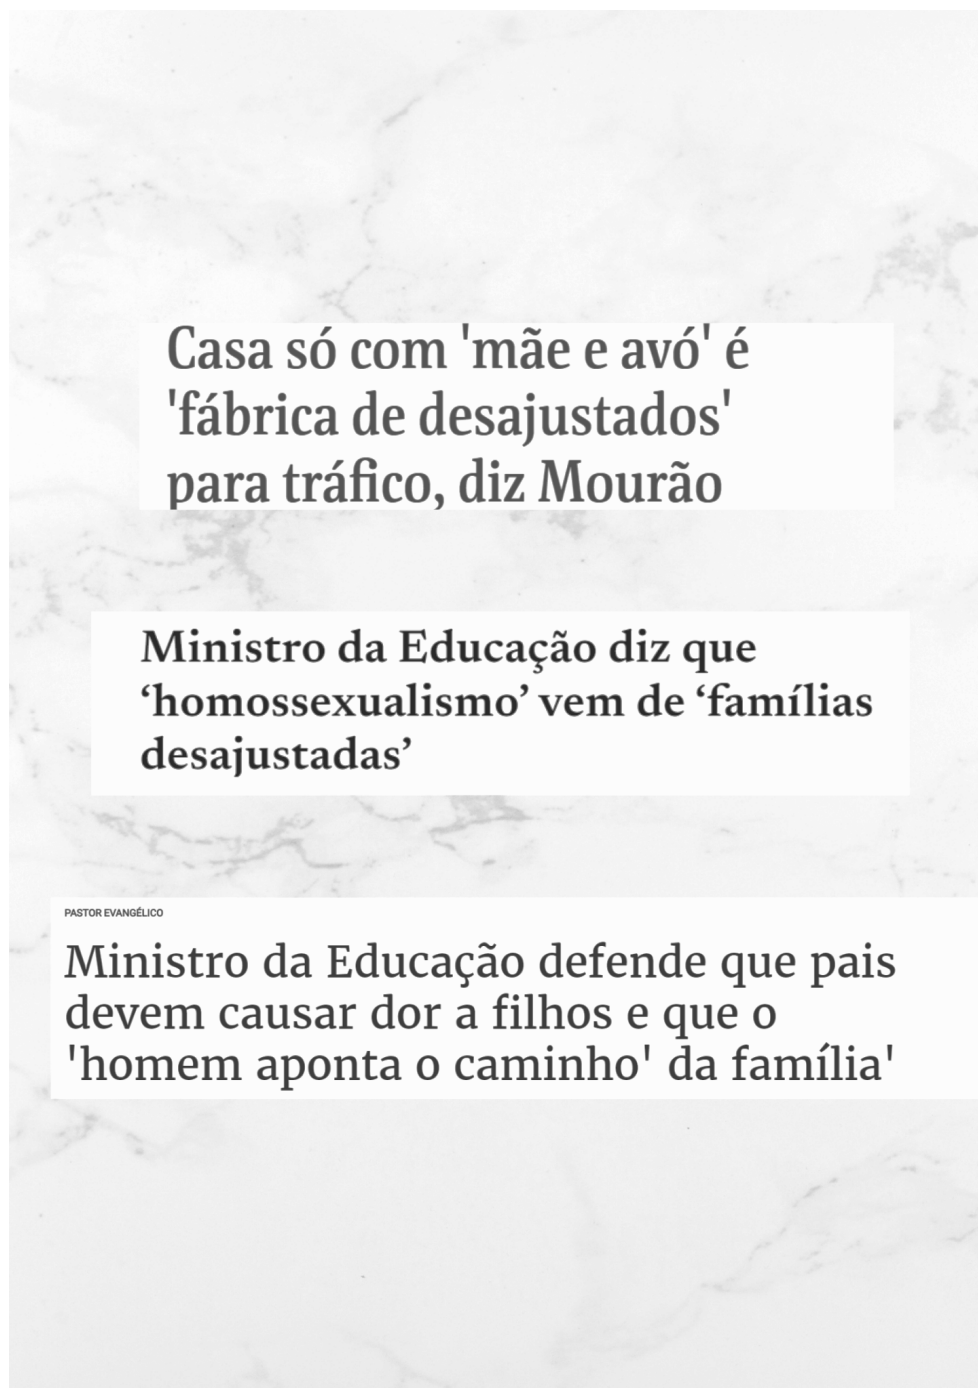 Casa só com 'mãe e avó' é
'fábrica de desajustados'
para tráfico, diz Mourão
Ministro da Educação diz que
‘homossexualismo’ vem de ‘famílias
desajustadas’
PASTOR EVANGÉLICO
Ministro da Educação defende que pais
devem causar dor a filhos e que o
'homem aponta o caminho' da família'